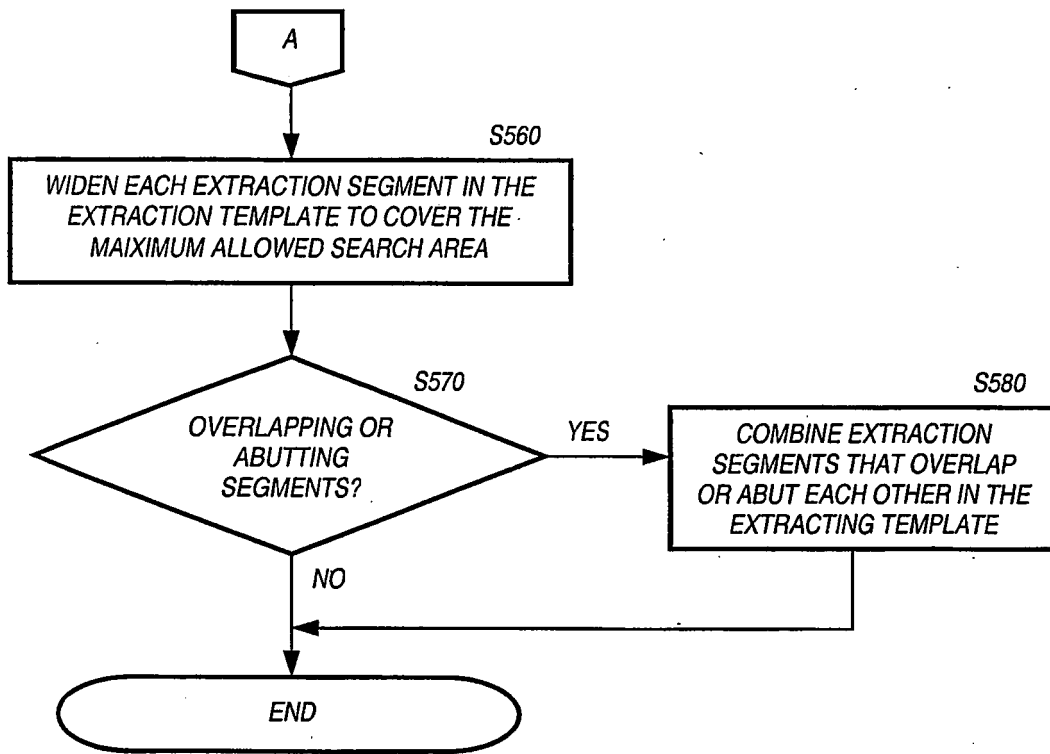 A
S560
WIDEN EACH EXTRACTION SEGMENT IN THE
EXTRACTION TEMPLATE TO COVER THE
MAIXIMUM ALLOWED SEARCH AREA
S570
OVERLAPPING OR
ABUTTING
SEGMENTS?
YES
S580
COMBINE EXTRACTION
SEGMENTS THAT OVERLAP
OR ABUT EACH OTHER IN THE
EXTRACTING TEMPLATE
NO
END